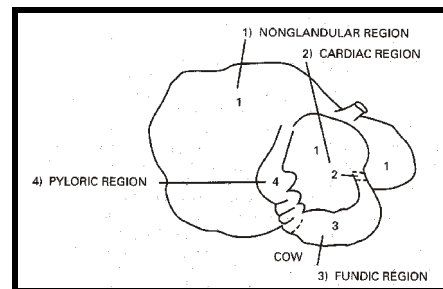 1) NONGLANDULAR REGION
2) CARDIAC REGION
1
1
1
2
4) PYLORIC REGION
4
3
COW
3) FUNDIC REGION